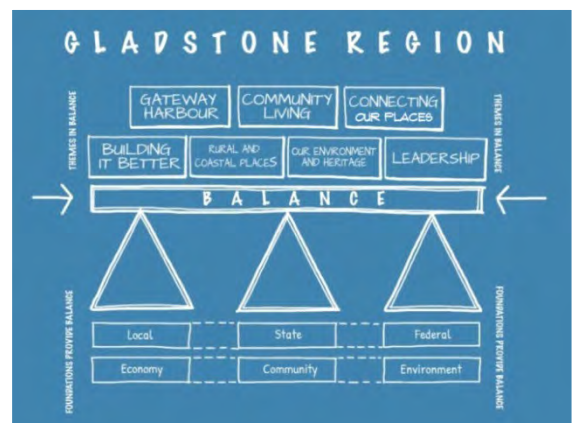 GLADSTONE REGION
THEMES IN BALANCE
GATEWAY
HARBOUR
COMMUNITY
LIVING
CONNECTING
OUR PLACES
THEMES IN BALANCE
BUILDING
IT BETTER
RURAL AND
COASTAL PLACES
OUR ENVIRONMENT
AND HERITAGE
LEADERSHIP
BALANCE
FOUNDATIONS PROVIDE BALANCE
Local
State
Federal
Economy
Community
Environment
FOUNDATIONS PROVIDE BALANCE